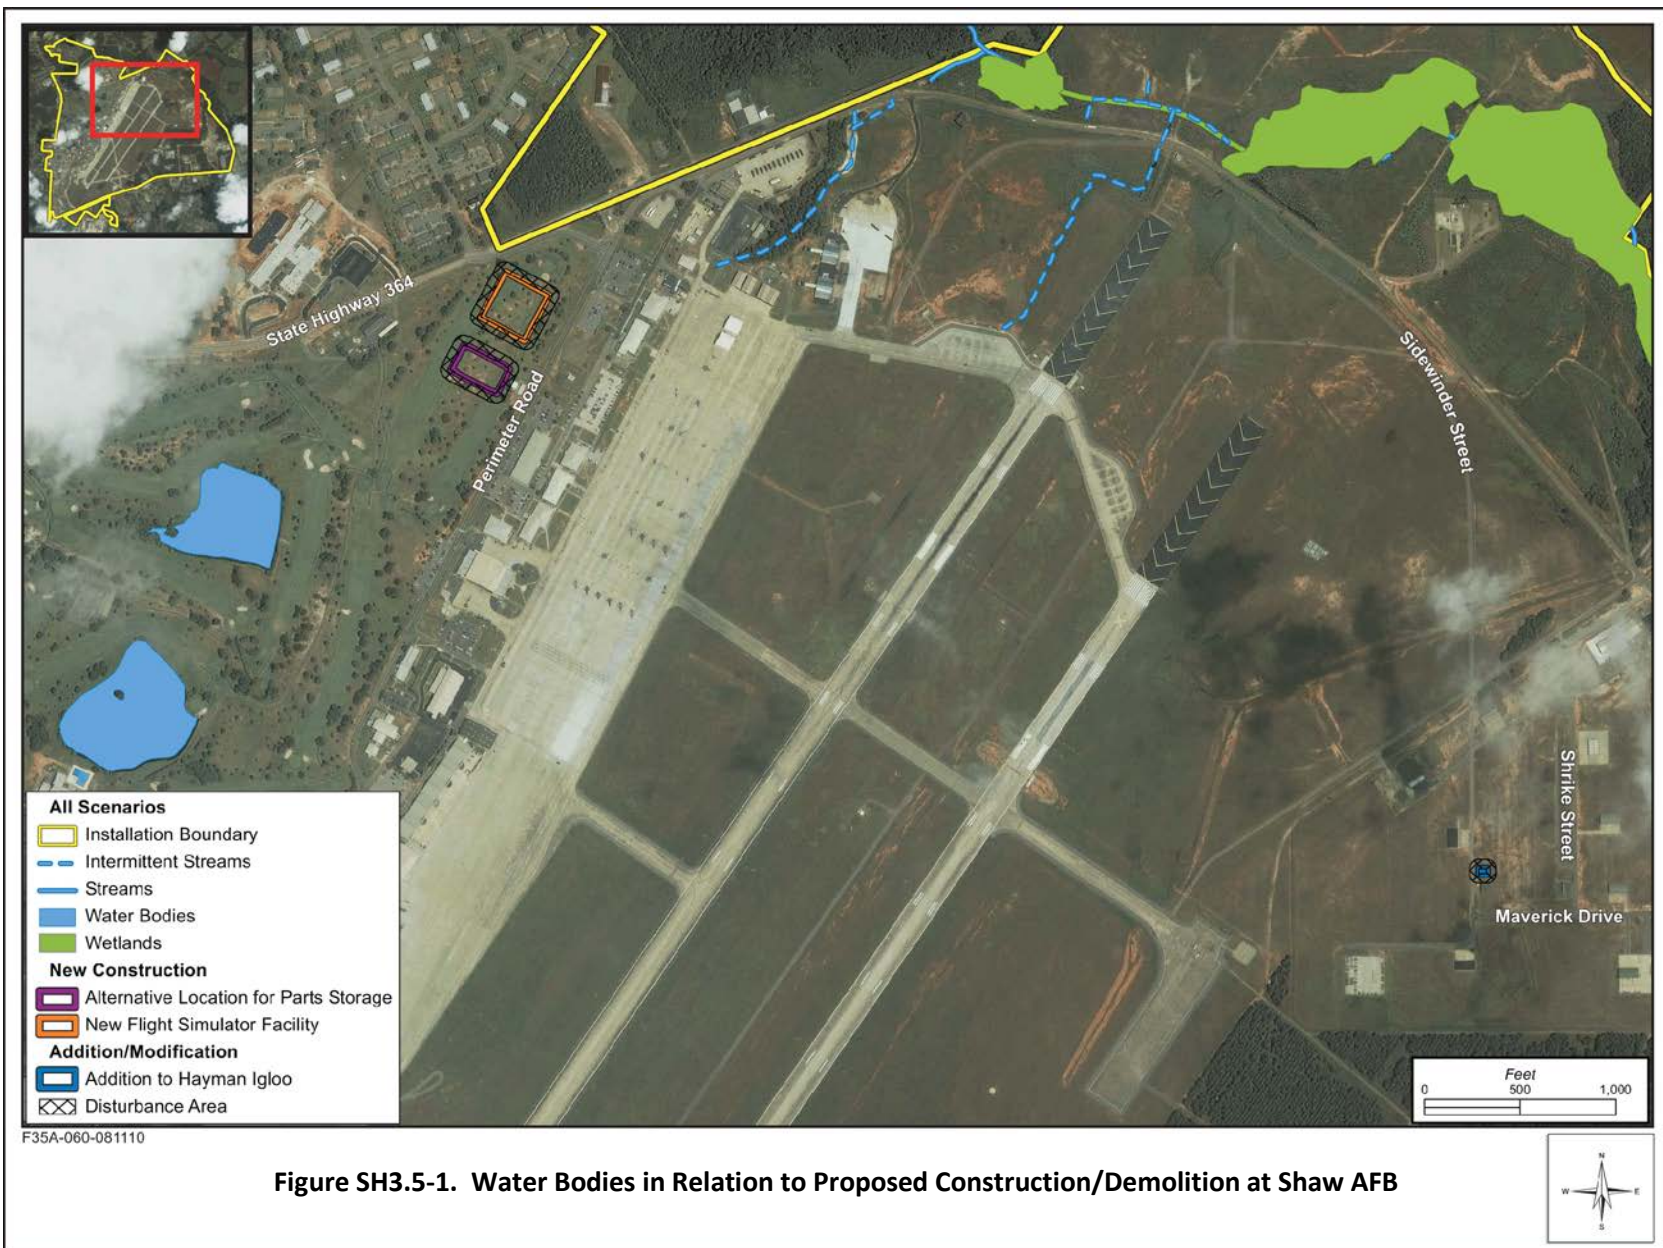 State Highway 364
Perimeter Road
Sidewinder Street
Shrike Street
Maverick Drive
All Scenarios
Installation Boundary
Intermittent Streams
Streams
Water Bodies
Wetlands
New Construction
Alternative Location for Parts Storage
New Flight Simulator Facility
Addition/Modification
Addition to Hayman Igloo
Disturbance Area
Feet
0 500 1,000
F35A-060-081110
Figure SH3.5-1. Water Bodies in Relation to Proposed Construction/Demolition at Shaw AFB
N
W E
S